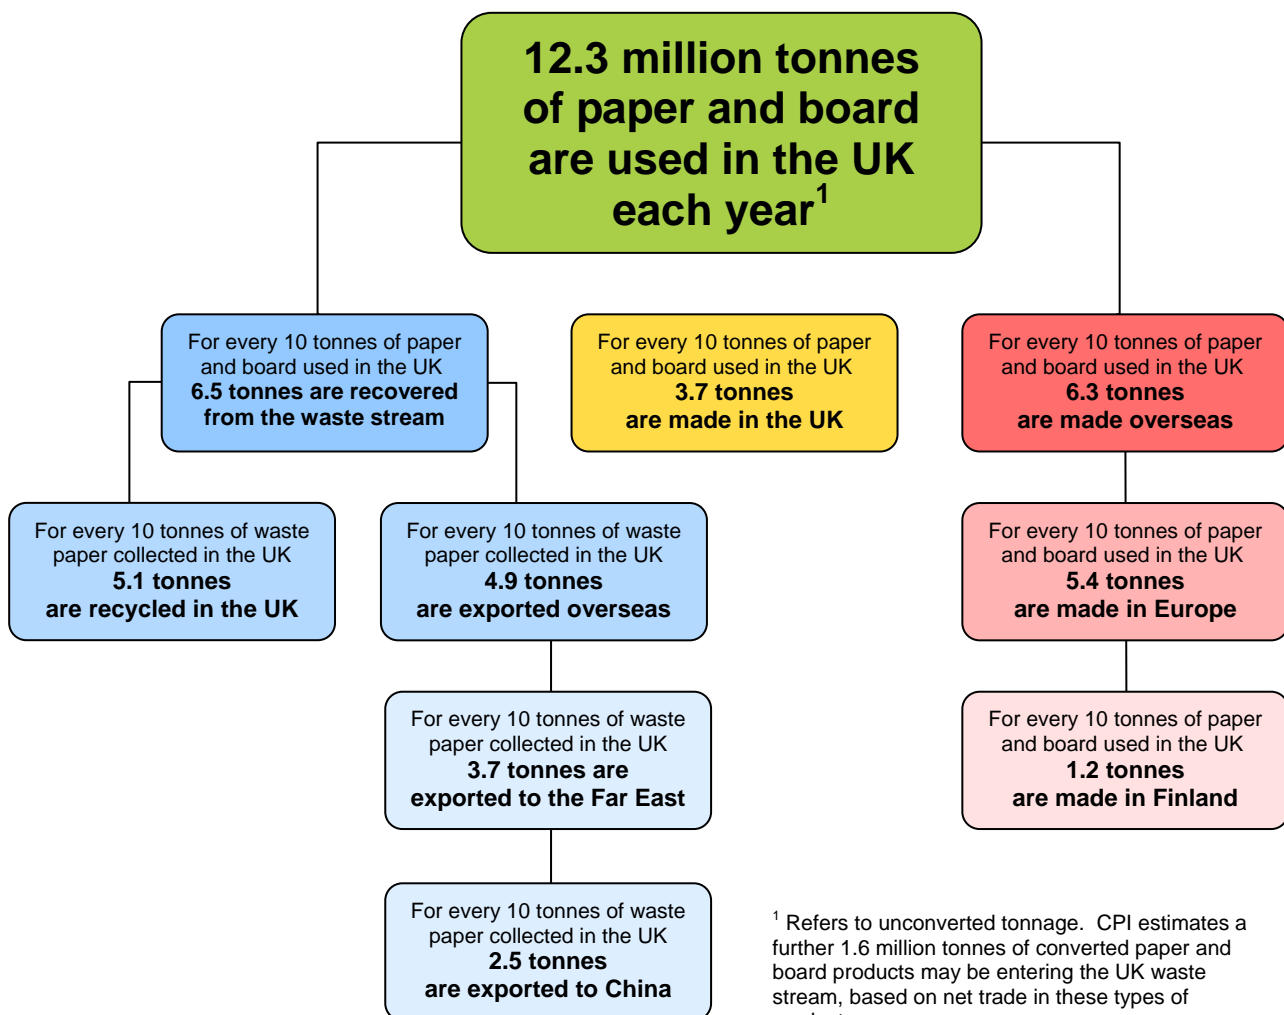 12.3 million tonnes
of paper and board
are used in the UK
each year1
For every 10 tonnes of paper
and board used in the UK
6.5 tonnes are recovered
from the waste stream
For every 10 tonnes of paper
and board used in the UK
3.7 tonnes
are made in the UK
For every 10 tonnes of paper
and board used in the UK
6.3 tonnes
are made overseas
For every 10 tonnes of waste
paper collected in the UK
5.1 tonnes
are recycled in the UK
For every 10 tonnes of waste
paper collected in the UK
4.9 tonnes
are exported overseas
For every 10 tonnes of paper
and board used in the UK
5.4 tonnes
are made in Europe
For every 10 tonnes of waste
paper collected in the UK
3.7 tonnes are
exported to the Far East
For every 10 tonnes of paper
and board used in the UK
1.2 tonnes
are made in Finland
For every 10 tonnes of waste
paper collected in the UK
2.5 tonnes
are exported to China
1 Refers to unconverted tonnage. CPI estimates a
further 1.6 million tonnes of converted paper and
board products may be entering the UK waste
stream, based on net trade in these types of